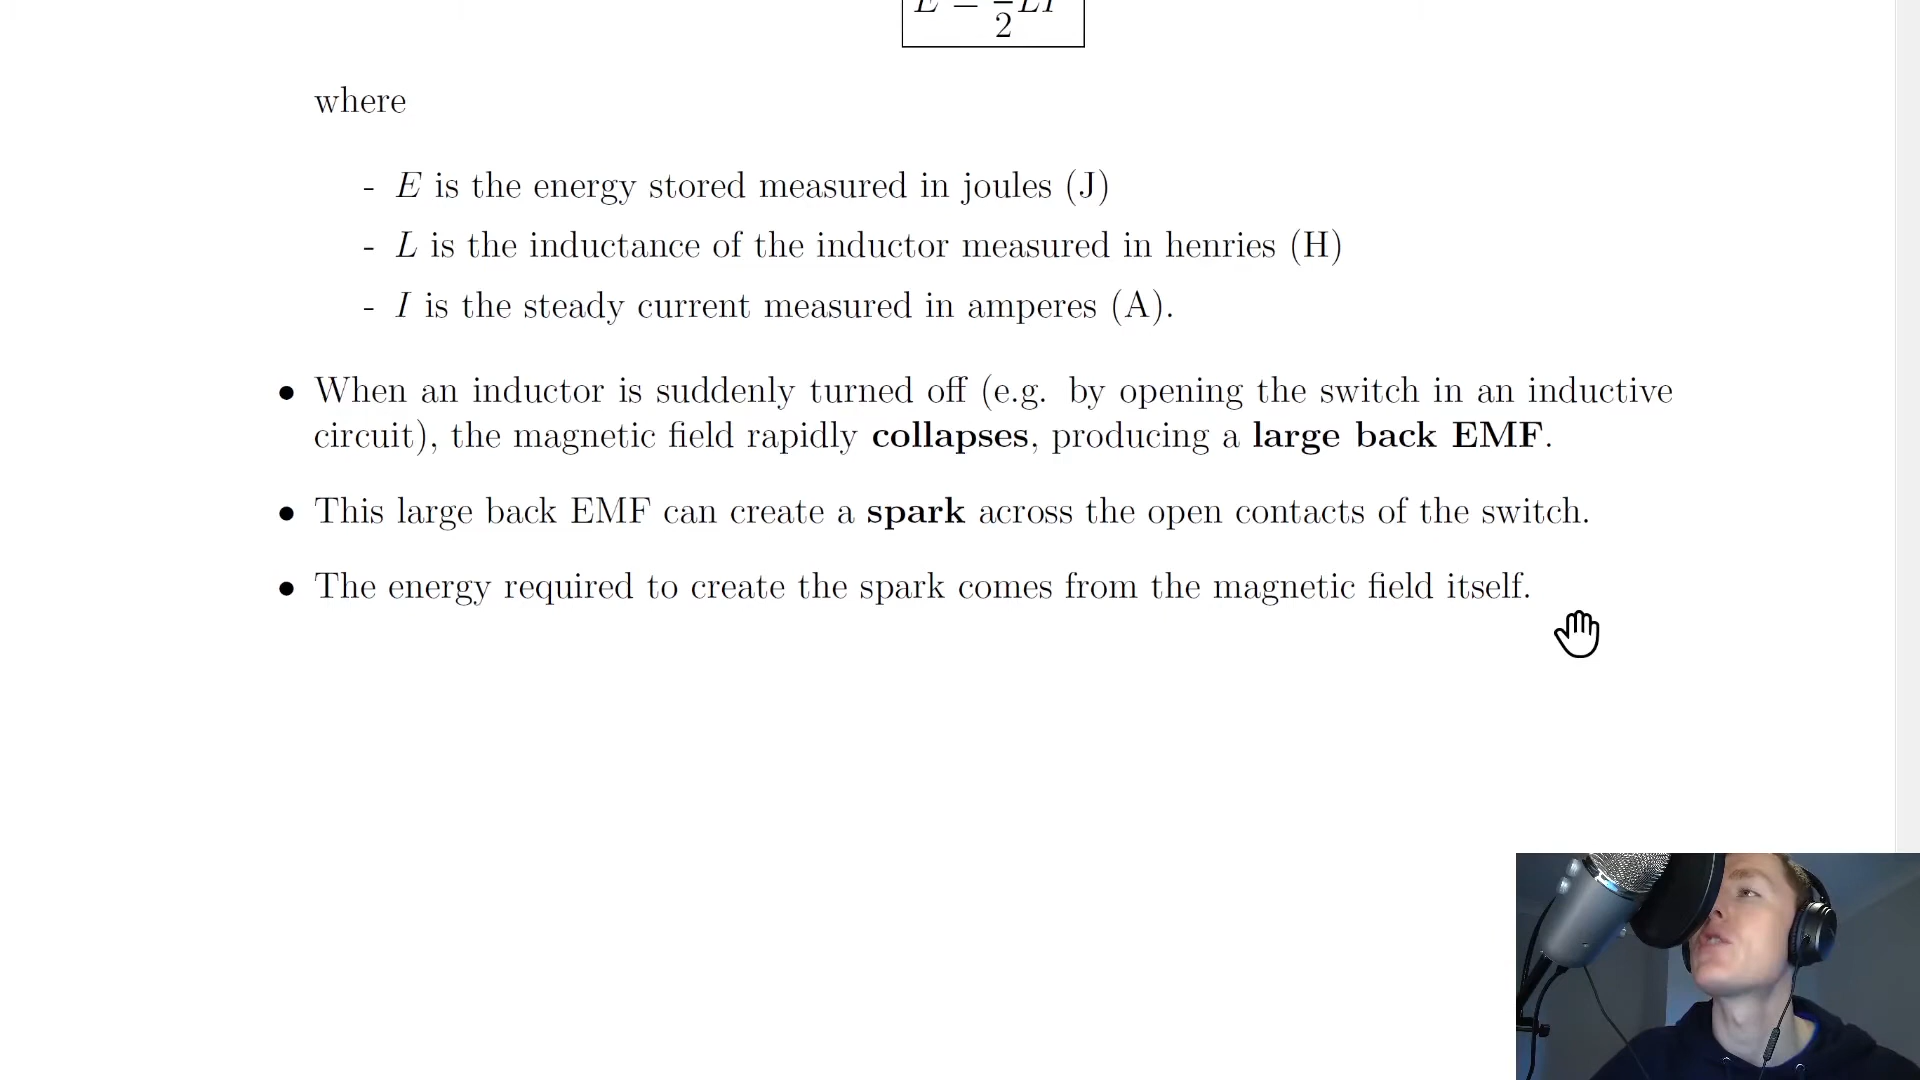 E = 1/2 LI
where
- E is the energy stored measured in joules (J)
- L is the inductance of the inductor measured in henries (H)
- I is the steady current measured in amperes (A).
• When an inductor is suddenly turned off (e.g. by opening the switch in an inductive
circuit), the magnetic field rapidly collapses, producing a large back EMF.
• This large back EMF can create a spark across the open contacts of the switch.
• The energy required to create the spark comes from the magnetic field itself.